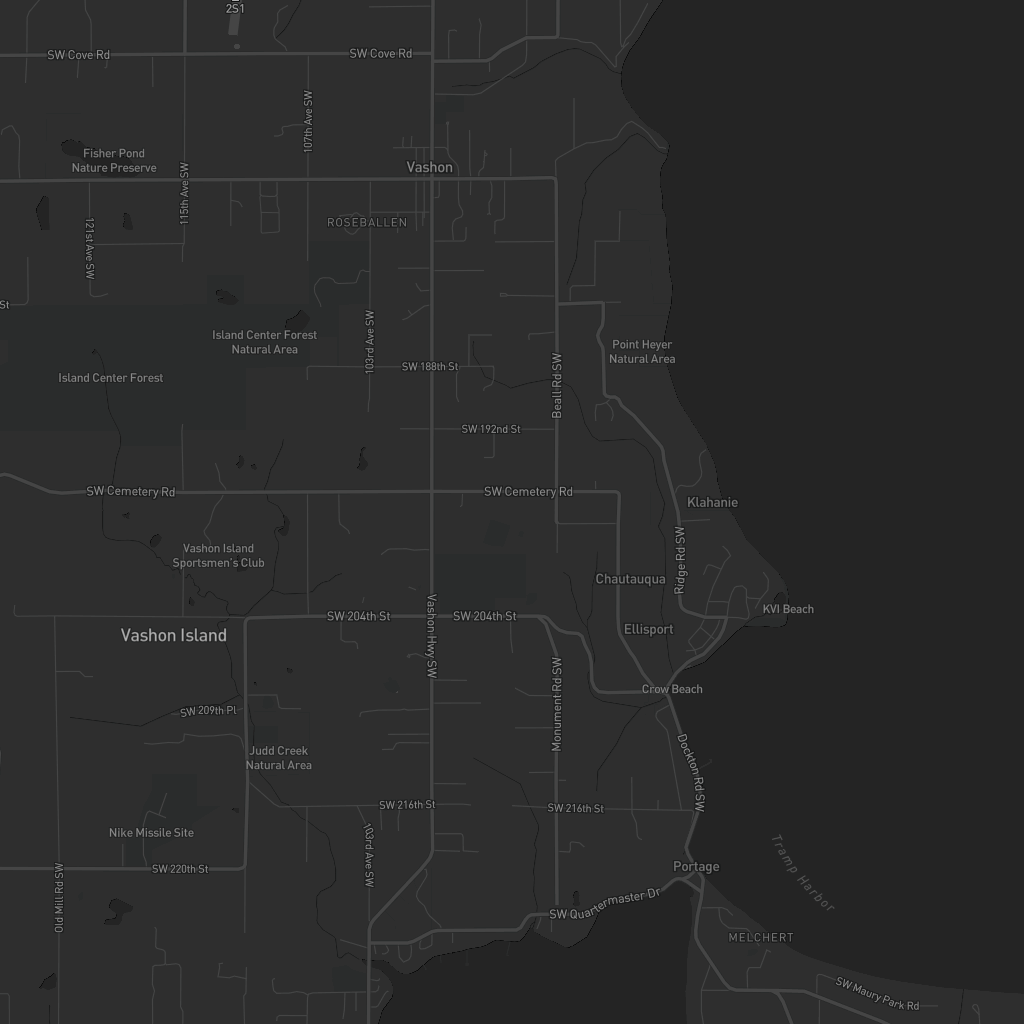 2S1
SW Cove Rd
SW Cove Rd
107th Ave SW
Fisher Pond
Nature Preserve
Vashon
115th Ave SW
121st Ave SW
ROSEBALLEN
St
Island Center Forest
Natural Area
103rd Ave SW
Point Heyer
Natural Area
Island Center Forest
SW 188th St
Beall Rd SW
SW 192nd St
SW Cemetery Rd
SW Cemetery Rd
Klahanie
Vashon Island
Sportsmen's Club
Ridge Rd SW
Chautauqua
KVI Beach
SW 204th St
SW 204th St
Vashon Hwy SW
Ellisport
Vashon Island
Crow Beach
Monument Rd SW
SW 209th Pl
Judd Creek
Natural Area
Dockton Rd SW
SW 216th St
SW 216th St
Nike Missile Site
103rd Ave SW
SW 220th St
Portage
Tramp Harbor
Old Mill Rd SW
SW Quartermaster Dr
MELCHERT
SW Maury Park Rd